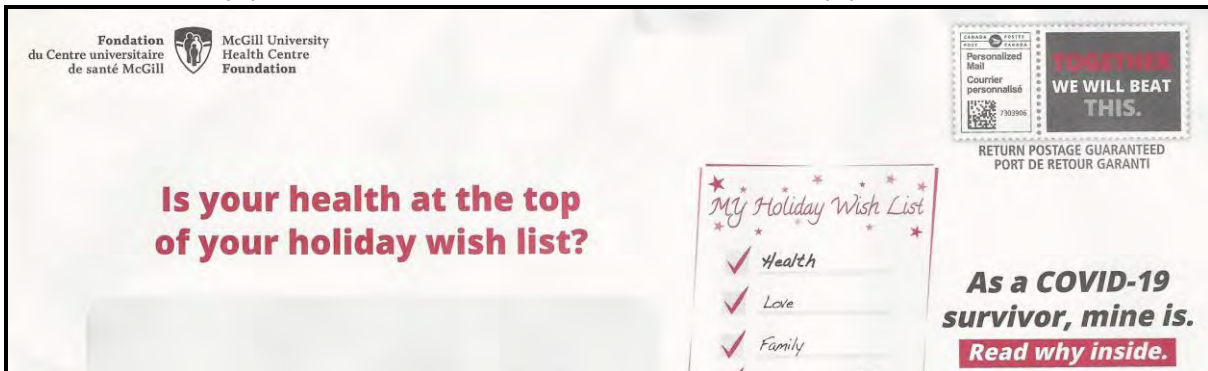 Fondation
du Centre universitaire
de santé McGill
McGill University
Health Centre
Foundation
CANADA POSTES
POST CANADA
Personalized
Mail
Courrier
personnalisé
7303906
TOGETHER
WE WILL BEAT
THIS.
RETURN POSTAGE GUARANTEED
PORT DE RETOUR GARANTI
Is your health at the top
of your holiday wish list?
My Holiday Wish List
Health
Love
Family
As a COVID-19
survivor, mine is.
Read why inside.